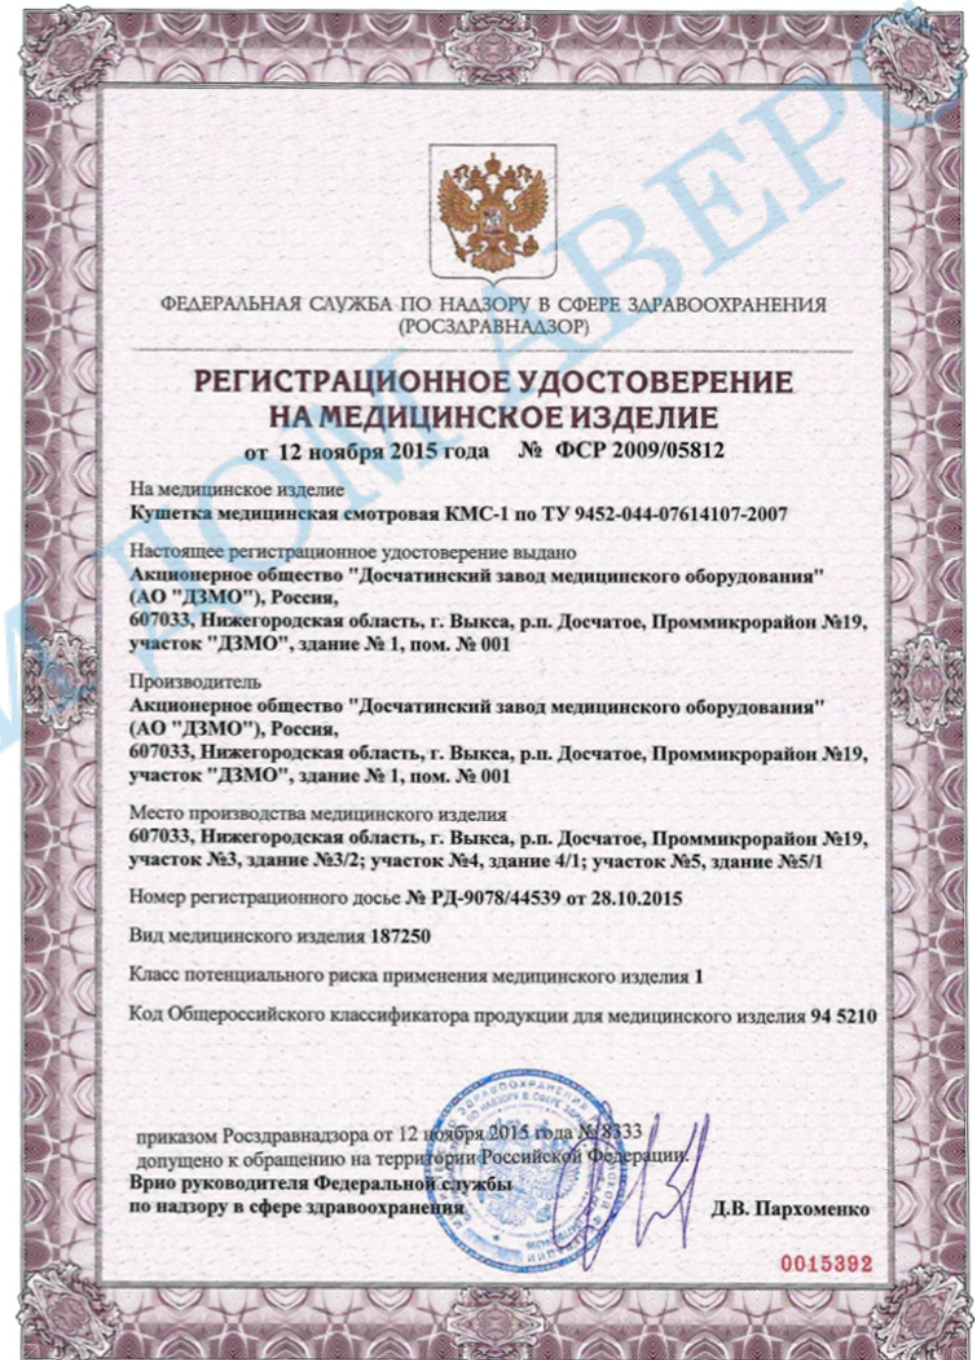 ФЕДЕРАЛЬНАЯ СЛУЖБА ПО НАДЗОРУ В СФЕРЕ ЗДРАВООХРАНЕНИЯ
(РОСЗДРАВНАДЗОР)
РЕГИСТРАЦИОННОЕ УДОСТОВЕРЕНИЕ
НА МЕДИЦИНСКОЕ ИЗДЕЛИЕ
от 12 ноября 2015 года № ФСР 2009/05812
На медицинское изделие
Кушетка медицинская смотровая КМС-1 по ТУ 9452-044-07614107-2007
Настоящее регистрационное удостоверение выдано
Акционерное общество "Досчатинский завод медицинского оборудования"
(АО "ДЗМО"), Россия,
607033, Нижегородская область, г. Выкса, р.п. Досчатое, Проммикрорайон №19,
участок "ДЗМО", здание № 1, пом. № 001
Производитель
Акционерное общество "Досчатинский завод медицинского оборудования"
(АО "ДЗМО"), Россия,
607033, Нижегородская область, г. Выкса, р.п. Досчатое, Проммикрорайон №19,
участок "ДЗМО", здание № 1, пом. № 001
Место производства медицинского изделия
607033, Нижегородская область, г. Выкса, р.п. Досчатое, Проммикрорайон №19,
участок №3, здание №3/2; участок №4, здание 4/1; участок №5, здание №5/1
Номер регистрационного досье № РД-9078/44539 от 28.10.2015
Вид медицинского изделия 187250
Класс потенциального риска применения медицинского изделия 1
Код Общероссийского классификатора продукции для медицинского изделия 94 5210
приказом Росздравнадзора от 12 ноября 2015 года № 8333
допущено к обращению на территории Российской Федерации.
Врио руководителя Федеральной службы
по надзору в сфере здравоохранения
Д.В. Пархоменко
0015392
ДОМ АВЕРС